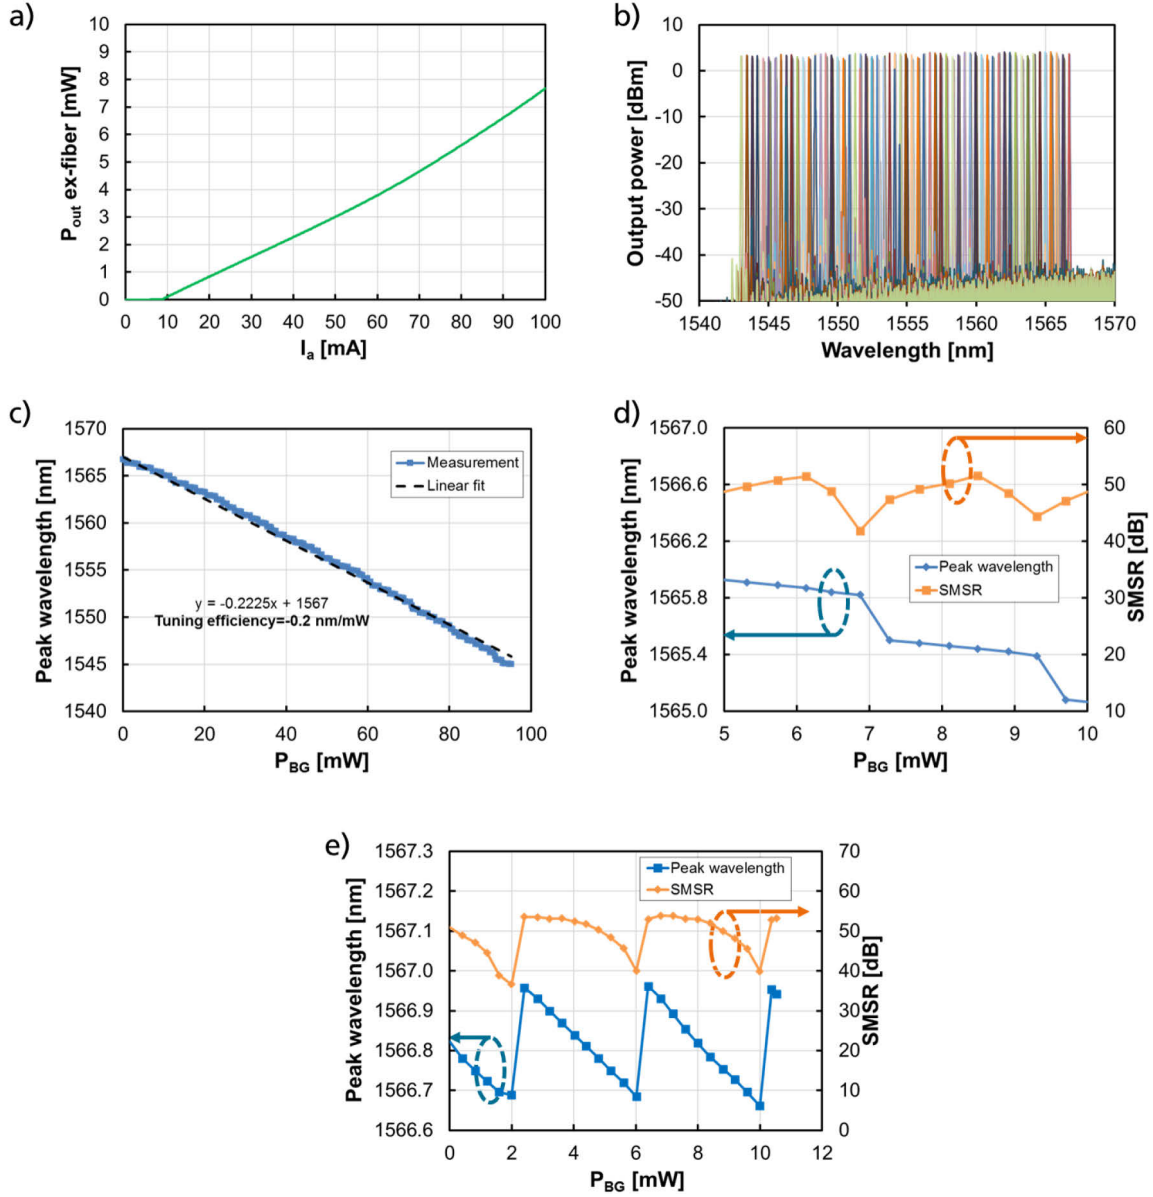 a)
10
9
8
7
6
5
4
3
2
1
0
P_out ex-fiber [mW]
0 10 20 30 40 50 60 70 80 90 100
I_a [mA]
b)
10
0
-10
-20
-30
-40
-50
Output power [dBm]
1540 1545 1550 1555 1560 1565 1570
Wavelength [nm]
c)
1570
1565
1560
1555
1550
1545
1540
Peak wavelength [nm]
Measurement
Linear fit
y = -0.2225x + 1567
Tuning efficiency=-0.2 nm/mW
0 20 40 60 80 100
P_BG [mW]
d)
1567.0
1566.6
1566.2
1565.8
1565.4
1565.0
Peak wavelength [nm]
60
50
40
30
20
10
SMSR [dB]
Peak wavelength
SMSR
5 6 7 8 9 10
P_BG [mW]
e)
1567.3
1567.2
1567.1
1567.0
1566.9
1566.8
1566.7
1566.6
Peak wavelength [nm]
70
60
50
40
30
20
10
0
SMSR [dB]
Peak wavelength
SMSR
0 2 4 6 8 10 12
P_BG [mW]